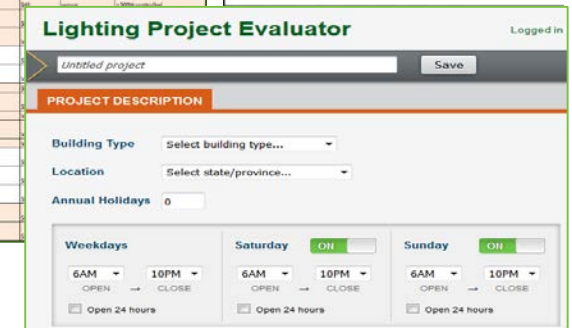 Lighting Project Evaluator
Logged in
Untitled project
Save
PROJECT DESCRIPTION
Building Type Select building type...
Location Select state/province...
Annual Holidays 0
Weekdays Saturday ON Sunday ON
6AM 10PM 6AM 10PM 6AM 10PM
OPEN → CLOSE OPEN → CLOSE OPEN → CLOSE
Open 24 hours Open 24 hours Open 24 hours